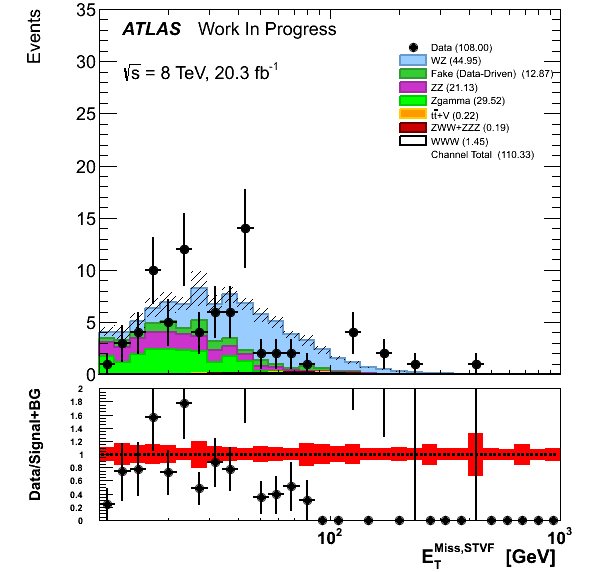 Events
35
30
25
20
15
10
5
0
ATLAS Work In Progress
√s = 8 TeV, 20.3 fb⁻¹
Data (108.00)
WZ (44.95)
Fake (Data-Driven) (12.87)
ZZ (21.13)
Zgamma (29.52)
tt̄+V (0.22)
ZWW+ZZZ (0.19)
WWW (1.45)
Channel Total (110.33)
Data/Signal+BG
2
1.8
1.6
1.4
1.2
1
0.8
0.6
0.4
0.2
0
10²
10³
E_T^Miss,STVF [GeV]